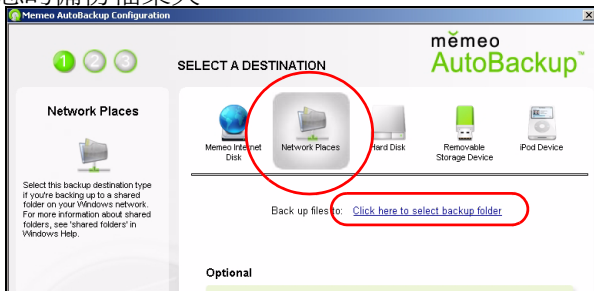 Memeo AutoBackup Configuration
1 2 3
SELECT A DESTINATION
měmeo
AutoBackup™
Network Places
Select this backup destination type
if you're backing up to a shared
folder on your Windows network.
For more information about shared
folders, see 'shared folders' in
Windows Help.
Memeo Internet
Disk
Network Places
Hard Disk
Removable
Storage Device
iPod Device
Back up files to: Click here to select backup folder
Optional